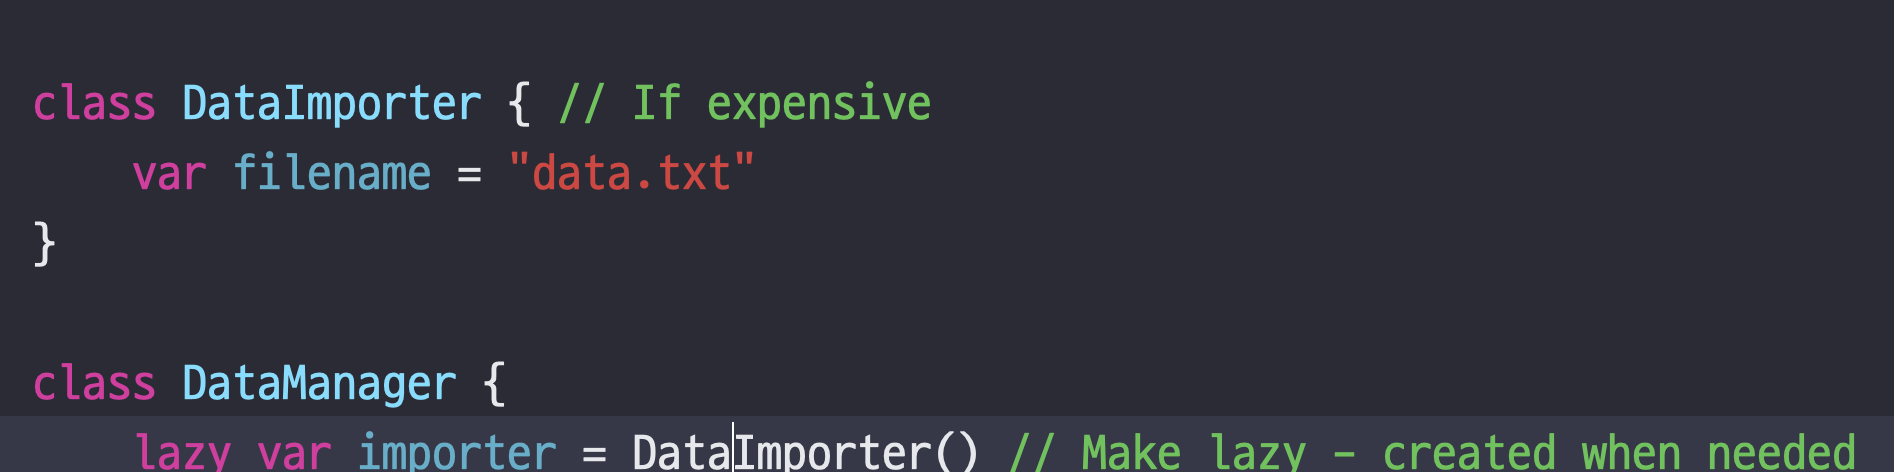 class DataImporter { // If expensive
    var filename = "data.txt"
}
class DataManager {
    lazy var importer = DataImporter() // Make lazy - created when needed